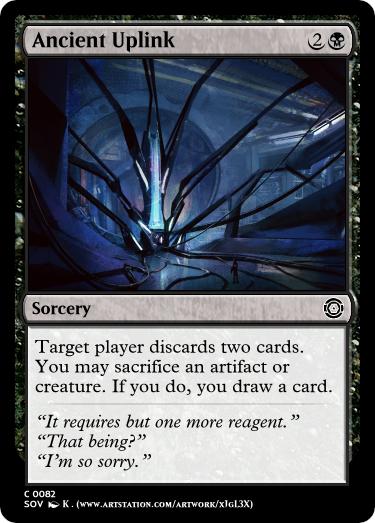 Ancient Uplink 2
Sorcery
Target player discards two cards.
You may sacrifice an artifact or
creature. If you do, you draw a card.
“It requires but one more reagent.”
“That being?”
“I’m so sorry.”
C 0082
SOV K. (WWW.ARTSTATION.COM/ARTWORK/XJGL3X)